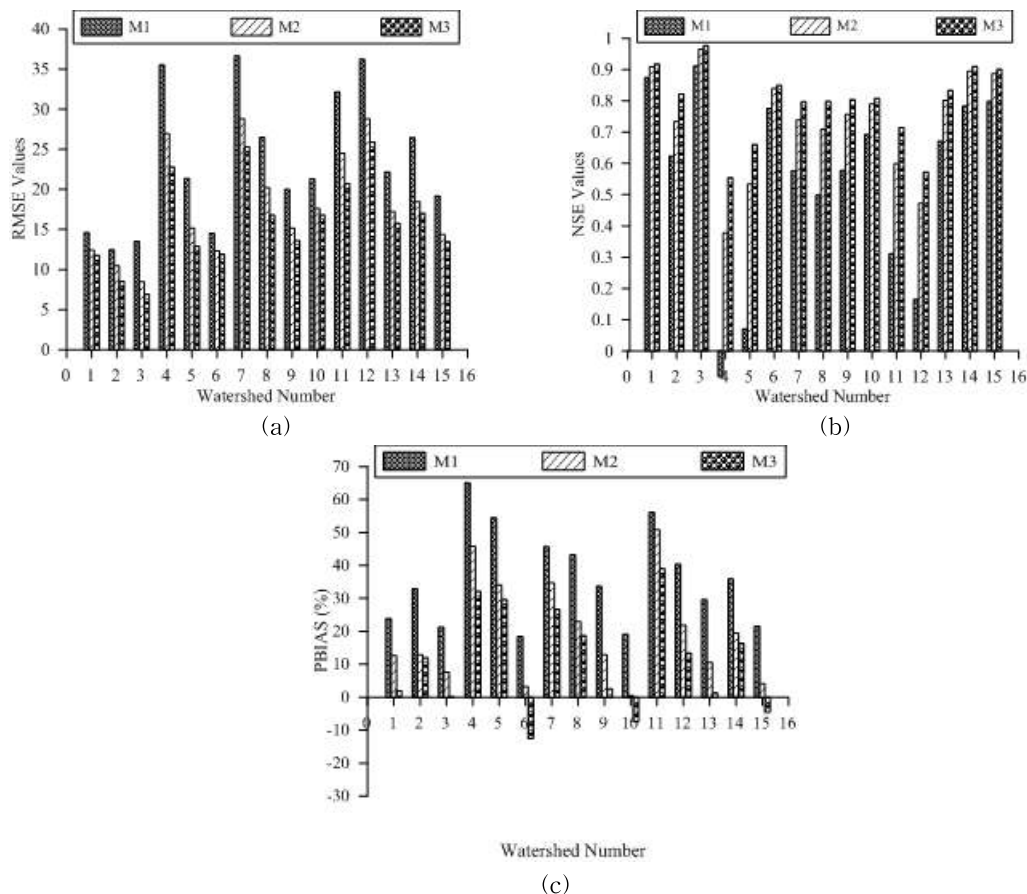 M1 M2 M3
40
35
30
25
20
15
10
5
0
RMSE Values
0 1 2 3 4 5 6 7 8 9 10 11 12 13 14 15 16
Watershed Number
(a)
M1 M2 M3
1
0.9
0.8
0.7
0.6
0.5
0.4
0.3
0.2
0.1
0
NSE Values
0 1 2 3 4 5 6 7 8 9 10 11 12 13 14 15 16
Watershed Number
(b)
M1 M2 M3
70
60
50
40
30
20
10
0
-10
-20
-30
PBIAS (%)
0 1 2 3 4 5 6 7 8 9 10 11 12 13 14 15 16
Watershed Number
(c)